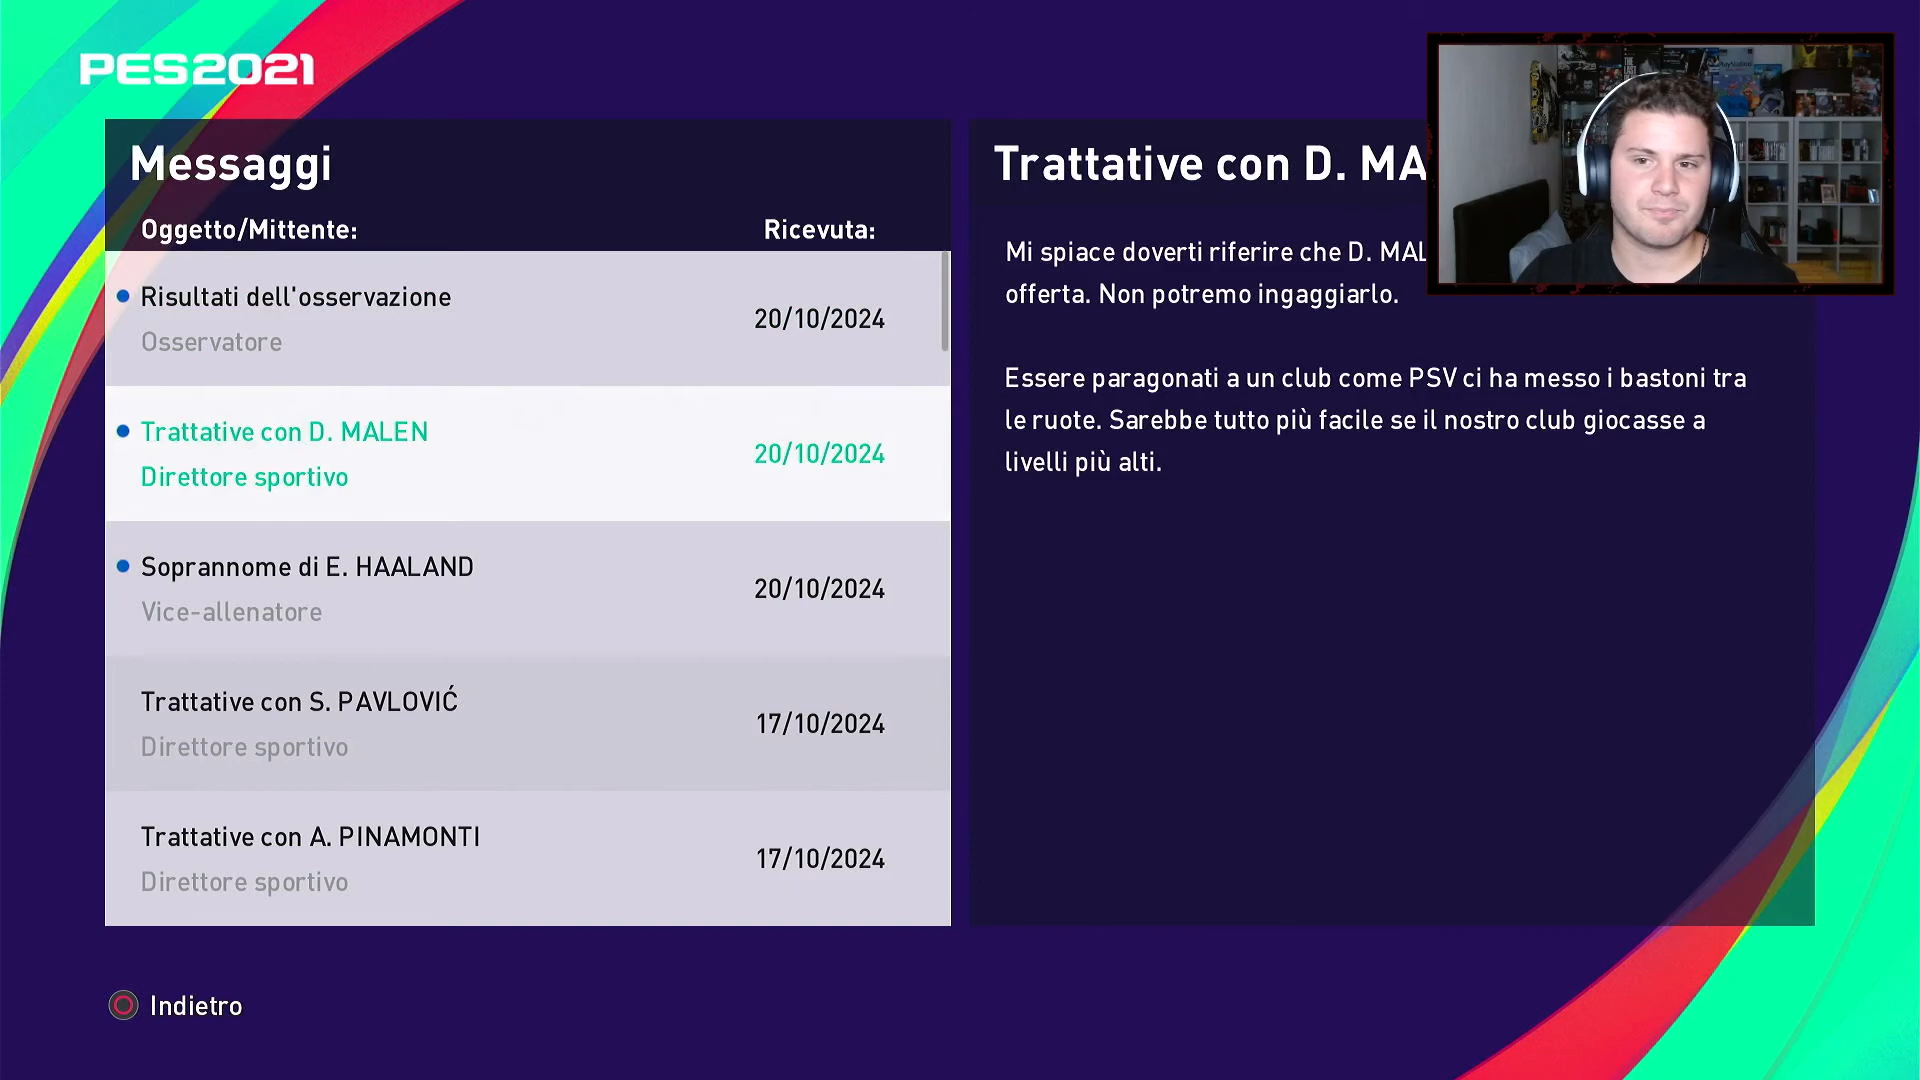 PES2021
Messaggi
Oggetto/Mittente: Ricevuta:
Risultati dell'osservazione
Osservatore
20/10/2024
Trattative con D. MALEN
Direttore sportivo
20/10/2024
Soprannome di E. HAALAND
Vice-allenatore
20/10/2024
Trattative con S. PAVLOVIĆ
Direttore sportivo
17/10/2024
Trattative con A. PINAMONTI
Direttore sportivo
17/10/2024
Trattative con D. MA
Mi spiace doverti riferire che D. MAL
offerta. Non potremo ingaggiarlo.
Essere paragonati a un club come PSV ci ha messo i bastoni tra
le ruote. Sarebbe tutto più facile se il nostro club giocasse a
livelli più alti.
Indietro